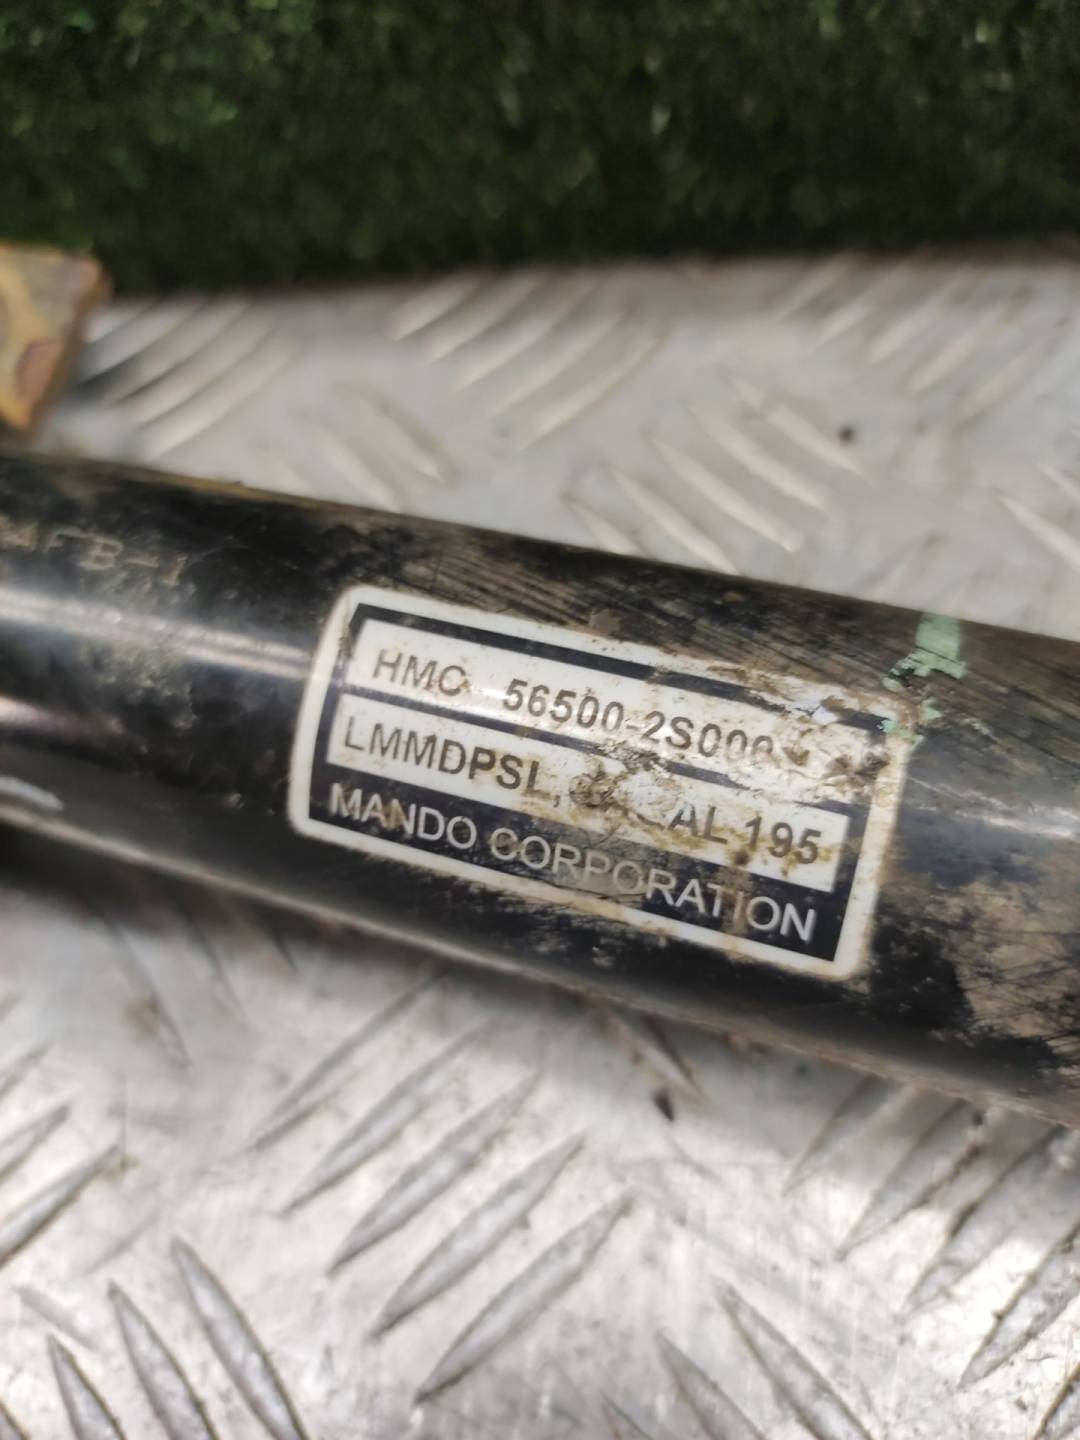 HMC 56500-2S000
LMMDPSL, AL 195
MANDO CORPORATION